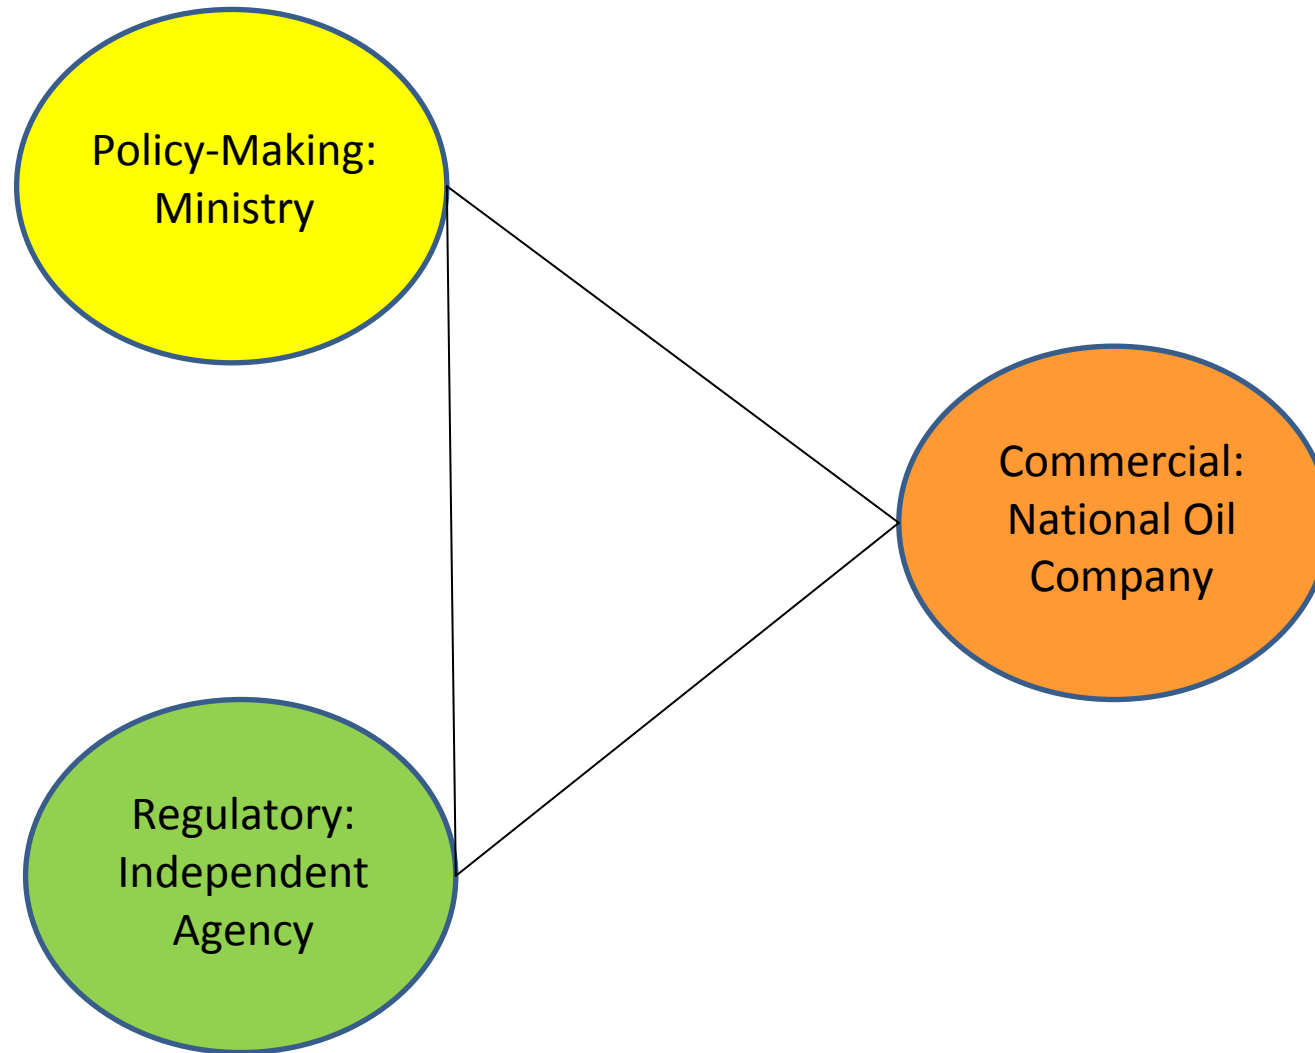 Policy-Making:
Ministry
Commercial:
National Oil
Company
Regulatory:
Independent
Agency